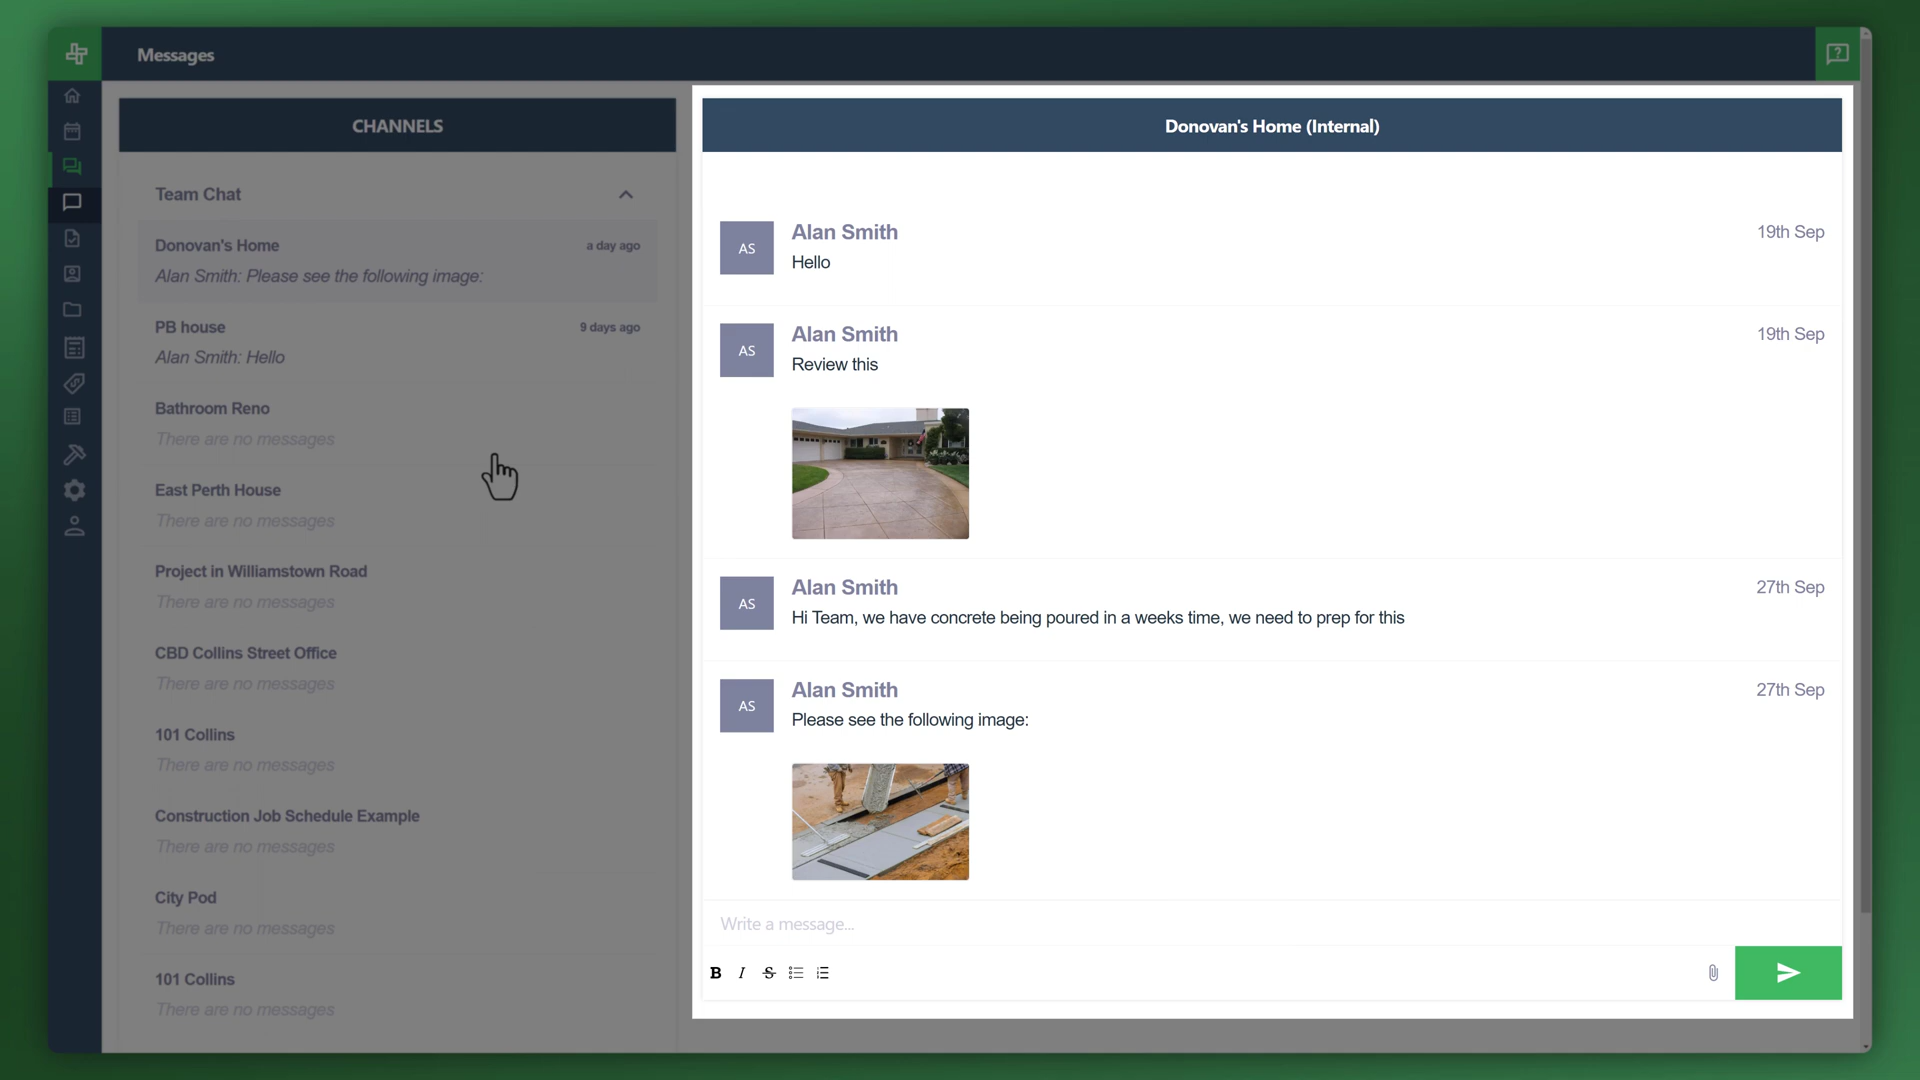 Messages
CHANNELS
Team Chat
Donovan's Home
a day ago
Alan Smith: Please see the following image:
PB house
9 days ago
Alan Smith: Hello
Bathroom Reno
There are no messages
East Perth House
There are no messages
Project in Williamstown Road
There are no messages
CBD Collins Street Office
There are no messages
101 Collins
There are no messages
Construction Job Schedule Example
There are no messages
City Pod
There are no messages
101 Collins
There are no messages
Donovan's Home (Internal)
AS
Alan Smith
19th Sep
Hello
AS
Alan Smith
19th Sep
Review this
AS
Alan Smith
27th Sep
Hi Team, we have concrete being poured in a weeks time, we need to prep for this
AS
Alan Smith
27th Sep
Please see the following image:
Write a message...
B I S